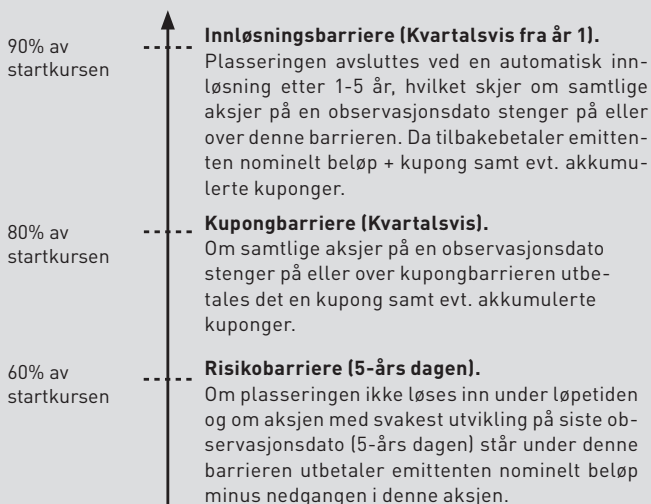 90% av
startkursen
Innløsningsbarriere (Kvartalsvis fra år 1).
Plasseringen avsluttes ved en automatisk inn-
løsning etter 1-5 år, hvilket skjer om samtlige
aksjer på en observasjonsdato stenger på eller
over denne barrieren. Da tilbakebetaler emitten-
ten nominelt beløp + kupong samt evt. akkumu-
lerte kuponger.
80% av
startkursen
Kupongbarriere (Kvartalsvis).
Om samtlige aksjer på en observasjonsdato
stenger på eller over kupongbarrieren utbe-
tales det en kupong samt evt. akkumulerte
kuponger.
60% av
startkursen
Risikobarriere (5-års dagen).
Om plasseringen ikke løses inn under løpetiden
og om aksjen med svakest utvikling på siste ob-
servasjonsdato (5-års dagen) står under denne
barrieren utbetaler emittenten nominelt beløp
minus nedgangen i denne aksjen.